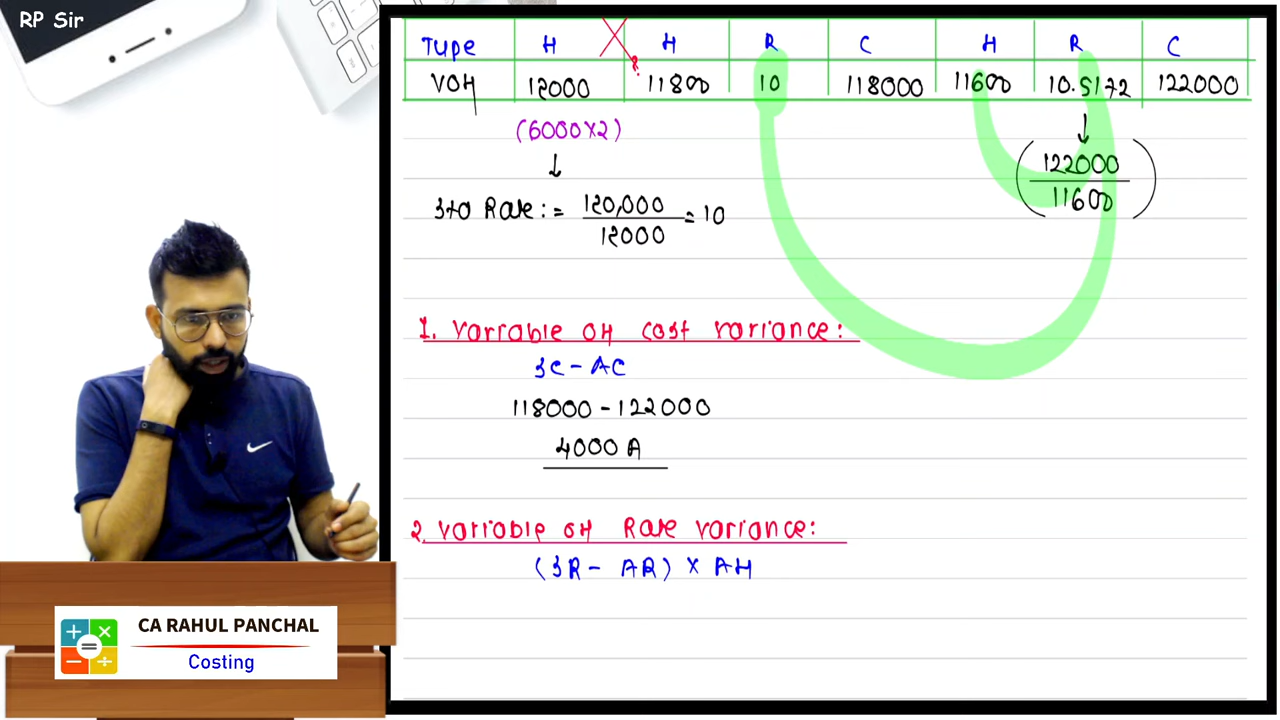 RP Sir
Type H H R C H R C
VOH 12000 ? 11800 10 118000 11600 10.5172 122000
(6000×2)
↓ ↓
(122000/11600)
Std Rate := 120,000/12000 = 10
1. Variable OH Cost Variance:
SC - AC
118000 - 122000
4000 A
2. Variable OH Rate Variance:
(SR - AR) × AH
CA RAHUL PANCHAL
Costing